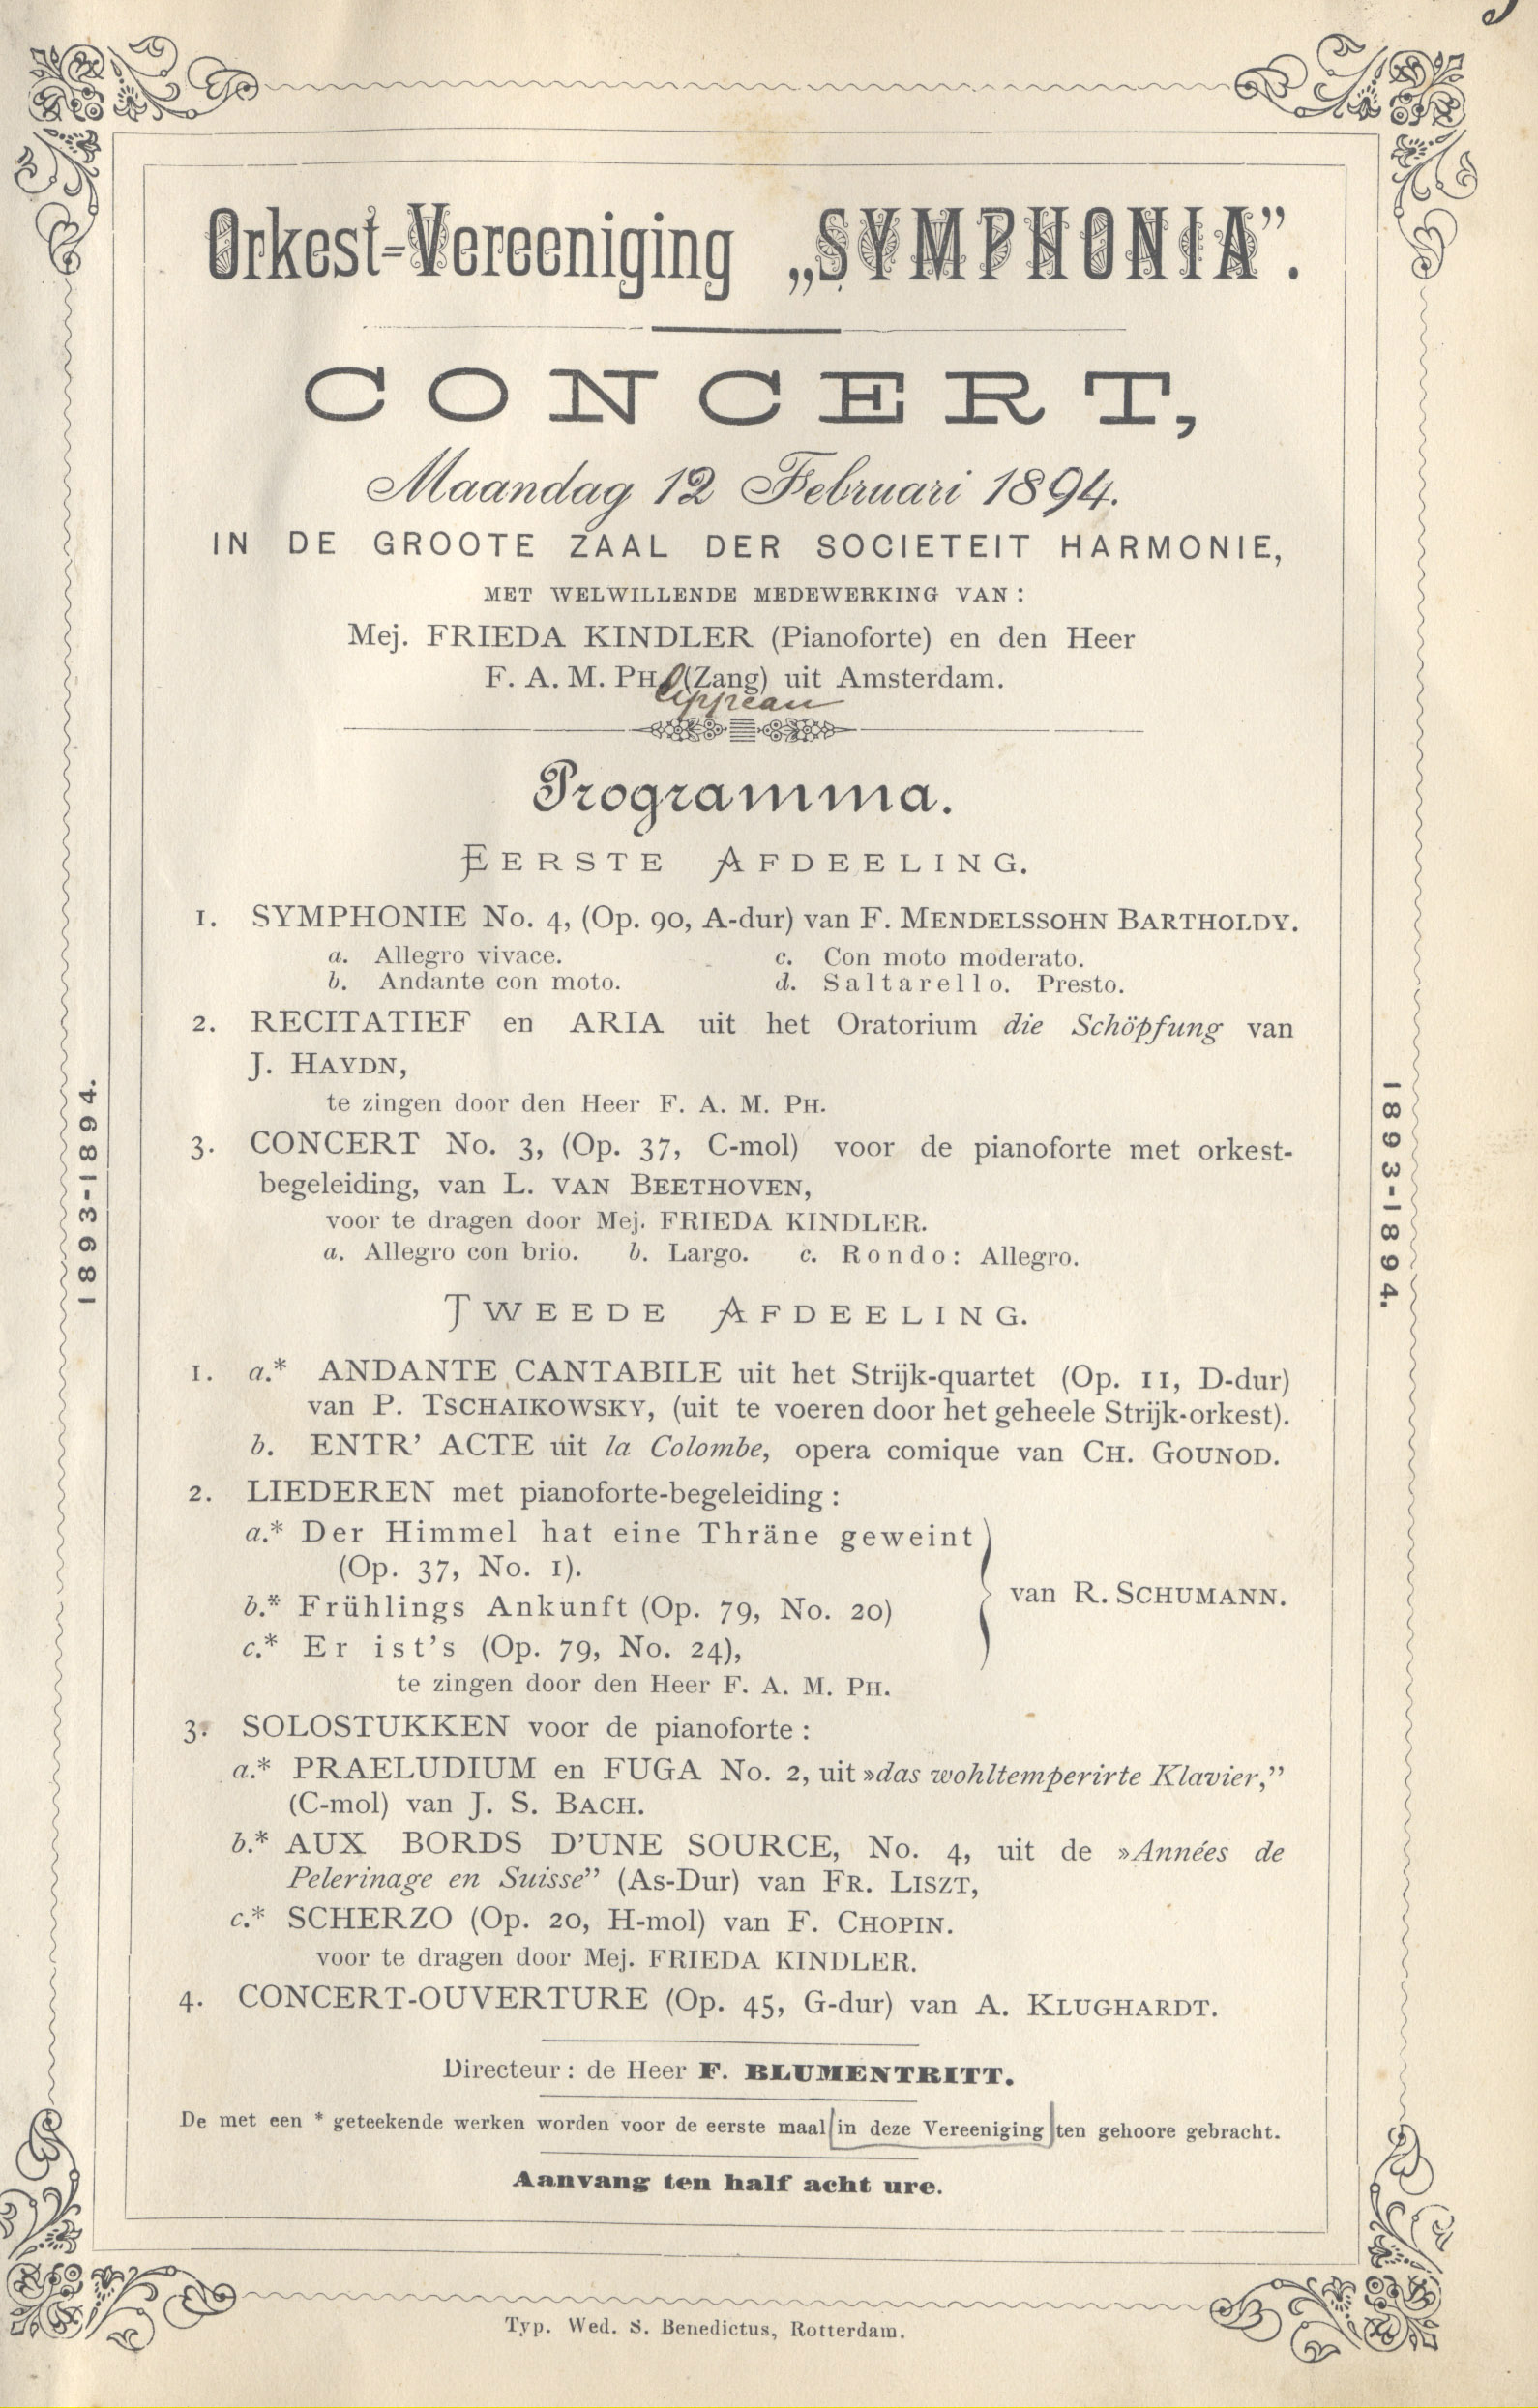 Orkest-Vereeniging „SYMPHONIA”.
CONCERT,
Maandag 12 Februari 1894.
IN DE GROOTE ZAAL DER SOCIETEIT HARMONIE,
MET WELWILLENDE MEDEWERKING VAN:
Mej. FRIEDA KINDLER (Pianoforte) en den Heer
F. A. M. PH. (Zang) uit Amsterdam.
Programma.
EERSTE AFDEELING.
1. SYMPHONIE No. 4, (Op. 90, A-dur) van F. MENDELSSOHN BARTHOLDY.
a. Allegro vivace. c. Con moto moderato.
b. Andante con moto. d. Saltarello. Presto.
2. RECITATIEF en ARIA uit het Oratorium die Schöpfung van
J. HAYDN,
te zingen door den Heer F. A. M. PH.
3. CONCERT No. 3, (Op. 37, C-mol) voor de pianoforte met orkest-
begeleiding, van L. VAN BEETHOVEN,
voor te dragen door Mej. FRIEDA KINDLER.
a. Allegro con brio. b. Largo. c. Rondo: Allegro.
TWEEDE AFDEELING.
1. a.* ANDANTE CANTABILE uit het Strijk-quartet (Op. 11, D-dur)
van P. TSCHAIKOWSKY, (uit te voeren door het geheele Strijk-orkest).
b. ENTR' ACTE uit la Colombe, opera comique van CH. GOUNOD.
2. LIEDEREN met pianoforte-begeleiding:
a.* Der Himmel hat eine Thräne geweint
(Op. 37, No. 1).
b.* Frühlings Ankunft (Op. 79, No. 20)
van R. SCHUMANN.
c.* Er ist's (Op. 79, No. 24),
te zingen door den Heer F. A. M. PH.
3. SOLOSTUKKEN voor de pianoforte:
a.* PRAELUDIUM en FUGA No. 2, uit »das wohltemperirte Klavier,”
(C-mol) van J. S. BACH.
b.* AUX BORDS D'UNE SOURCE, No. 4, uit de »Années de
Pelerinage en Suisse” (As-Dur) van FR. LISZT,
c.* SCHERZO (Op. 20, H-mol) van F. CHOPIN.
voor te dragen door Mej. FRIEDA KINDLER.
4. CONCERT-OUVERTURE (Op. 45, G-dur) van A. KLUGHARDT.
Directeur: de Heer F. BLUMENTRITT.
De met een * geteekende werken worden voor de eerste maal in deze Vereeniging ten gehoore gebracht.
Aanvang ten half acht ure.
1893-1894.
1893-1894.
Typ. Wed. S. Benedictus, Rotterdam.